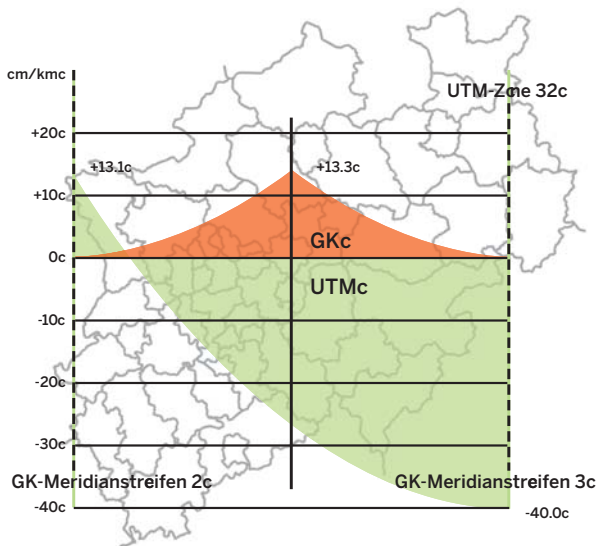 cm/kmc
UTM-Zone 32c
+20c
+13.1c
+13.3c
+10c
GKc
0c
UTMc
-10c
-20c
-30c
GK-Meridianstreifen 2c
GK-Meridianstreifen 3c
-40c
-40.0c